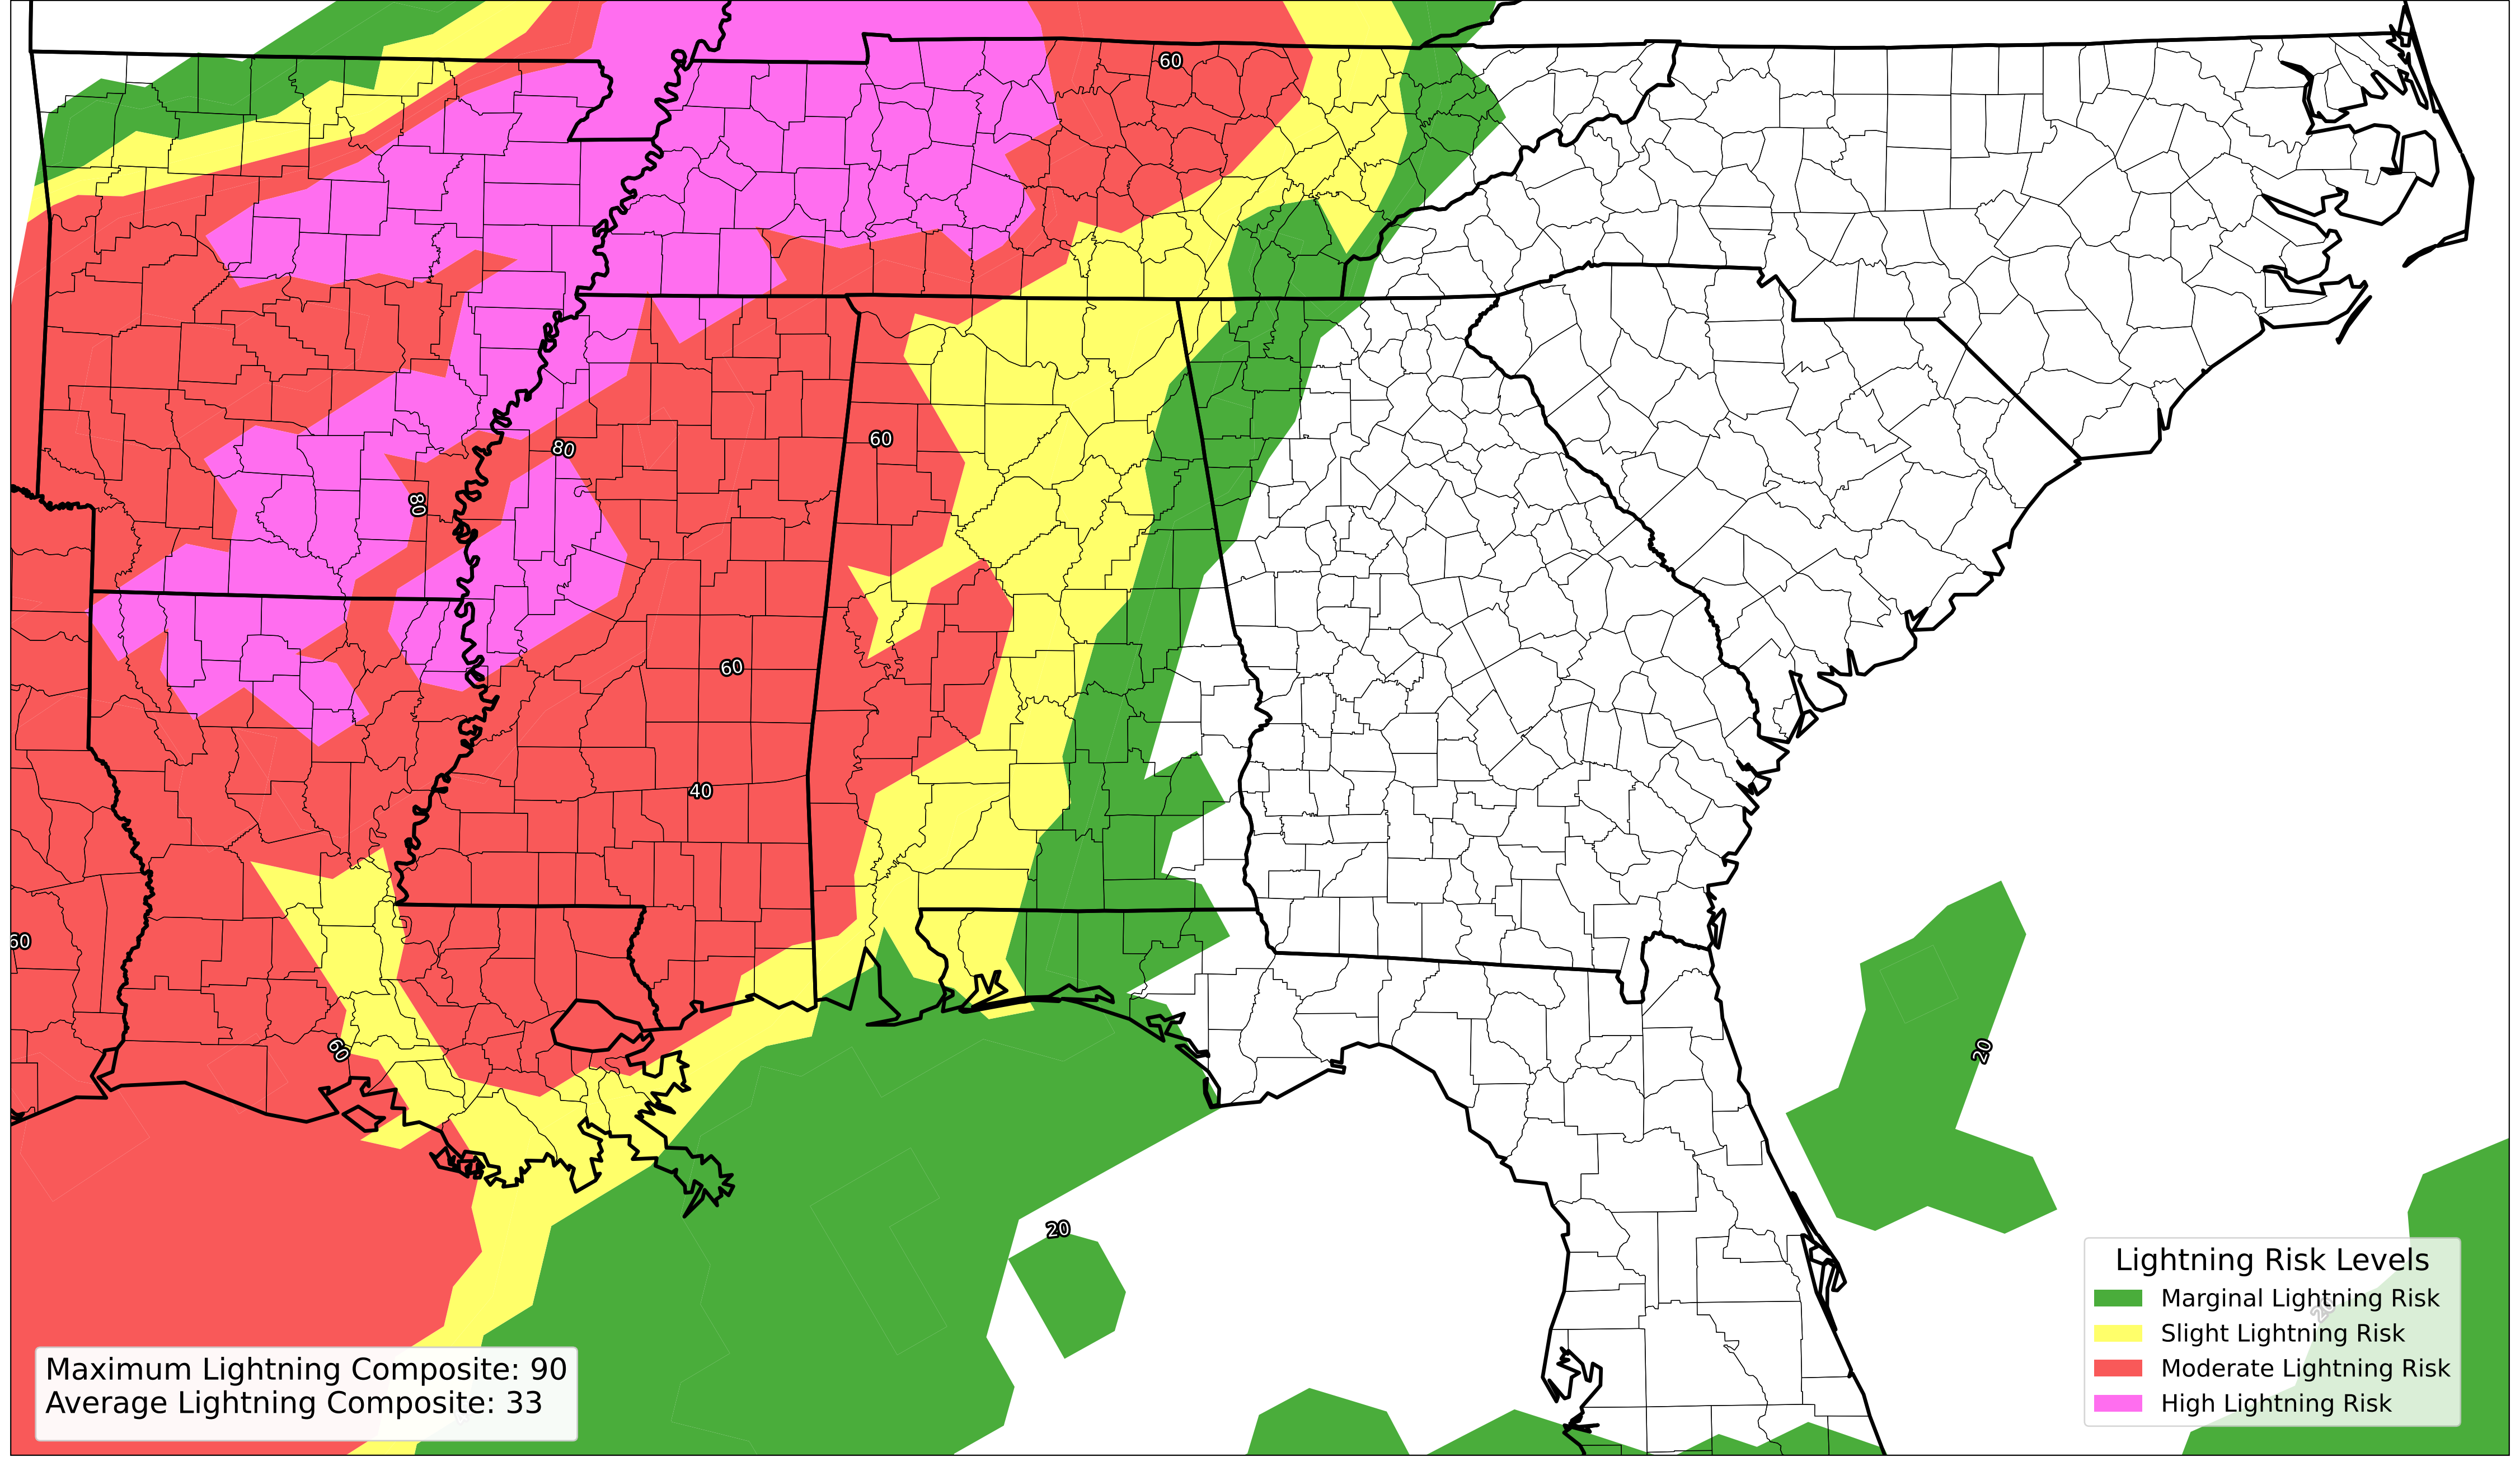 60
60
80
80
60
40
60
60
20
20
Lightning Risk Levels
Marginal Lightning Risk
Slight Lightning Risk
Moderate Lightning Risk
High Lightning Risk
20
Maximum Lightning Composite: 90
Average Lightning Composite: 33